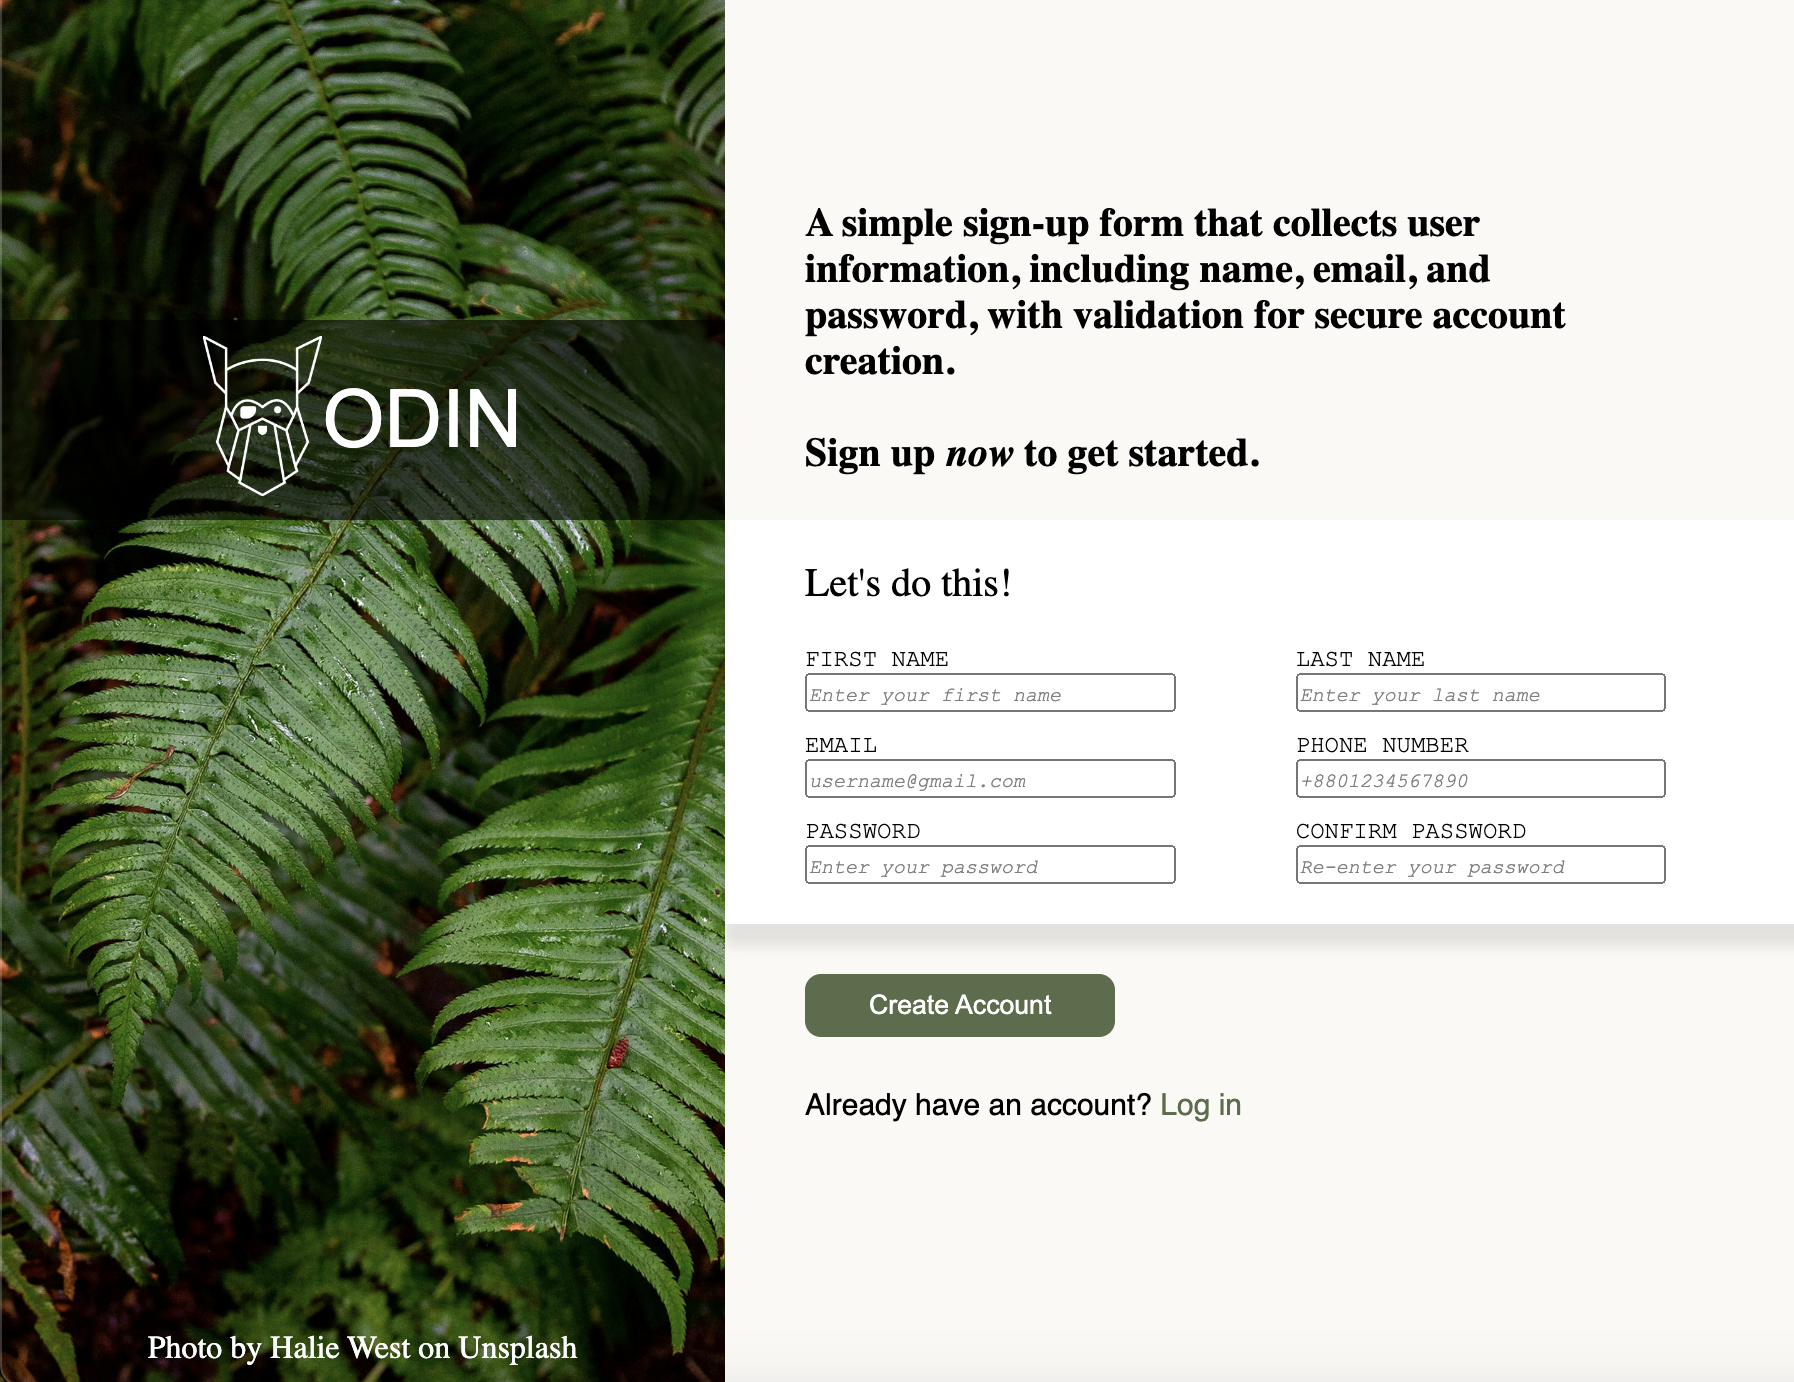 ODIN
Photo by Halie West on Unsplash
A simple sign-up form that collects user
information, including name, email, and
password, with validation for secure account
creation.
Sign up now to get started.
Let's do this!
FIRST NAME
Enter your first name
LAST NAME
Enter your last name
EMAIL
username@gmail.com
PHONE NUMBER
+8801234567890
PASSWORD
Enter your password
CONFIRM PASSWORD
Re-enter your password
Create Account
Already have an account? Log in